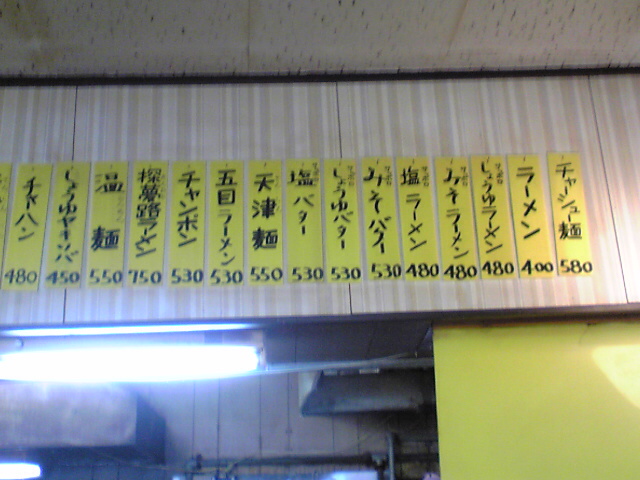 チャシュー麺 580
ラーメン 400
しょうゆラーメン 480
みそラーメン 480
塩ラーメン 480
みそバター 530
しょうゆバター 530
塩バター 530
天津麺 550
五目ラーメン 530
チャンポン 530
探夢路ラーメン 750
温麺 550
しょうゆヤキソバ 450
チャーハン 480